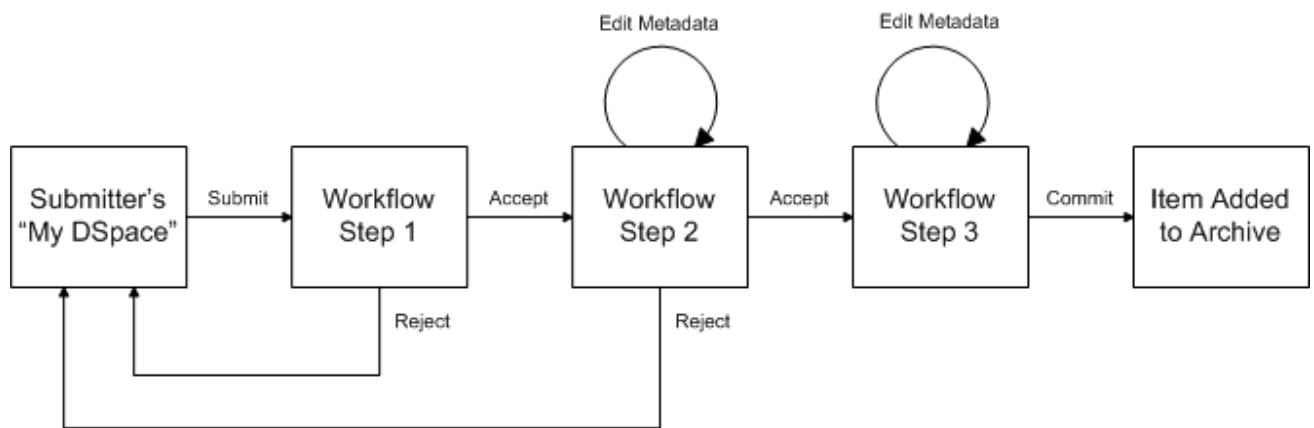 Edit Metadata
Edit Metadata
Submitter's
“My DSpace”
Submit
Workflow
Step 1
Accept
Workflow
Step 2
Accept
Workflow
Step 3
Commit
Item Added
to Archive
Reject
Reject